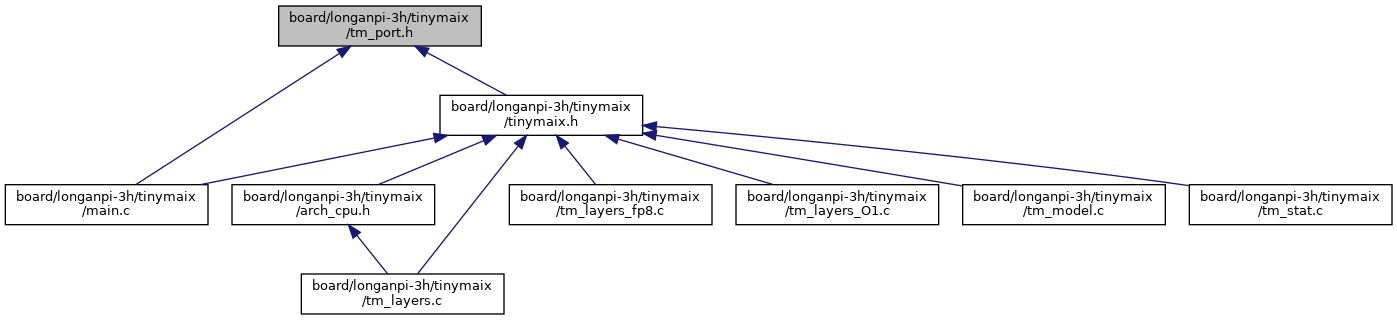 board/longanpi-3h/tinymaix
/tm_port.h
board/longanpi-3h/tinymaix
/tinymaix.h
board/longanpi-3h/tinymaix
/main.c
board/longanpi-3h/tinymaix
/arch_cpu.h
board/longanpi-3h/tinymaix
/tm_layers_fp8.c
board/longanpi-3h/tinymaix
/tm_layers_O1.c
board/longanpi-3h/tinymaix
/tm_model.c
board/longanpi-3h/tinymaix
/tm_stat.c
board/longanpi-3h/tinymaix
/tm_layers.c